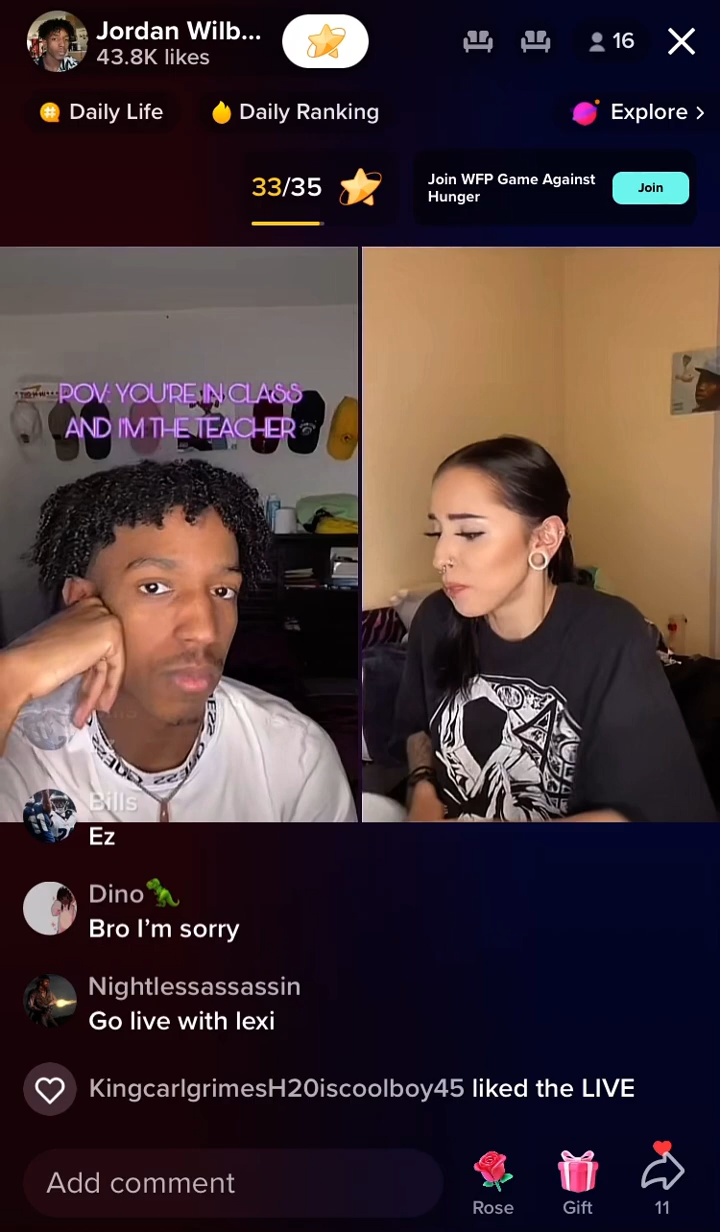 Jordan Wilb...
43.8K likes
16
Daily Life
Daily Ranking
Explore >
33/35
Join WFP Game Against
Hunger
Join
POV: YOU'RE IN CLASS
AND I'M THE TEACHER
Bills
Ez
Dino🦖
Bro I'm sorry
Nightlessassassin
Go live with lexi
KingcarlgrimesH20iscoolboy45 liked the LIVE
Add comment
Rose
Gift
11